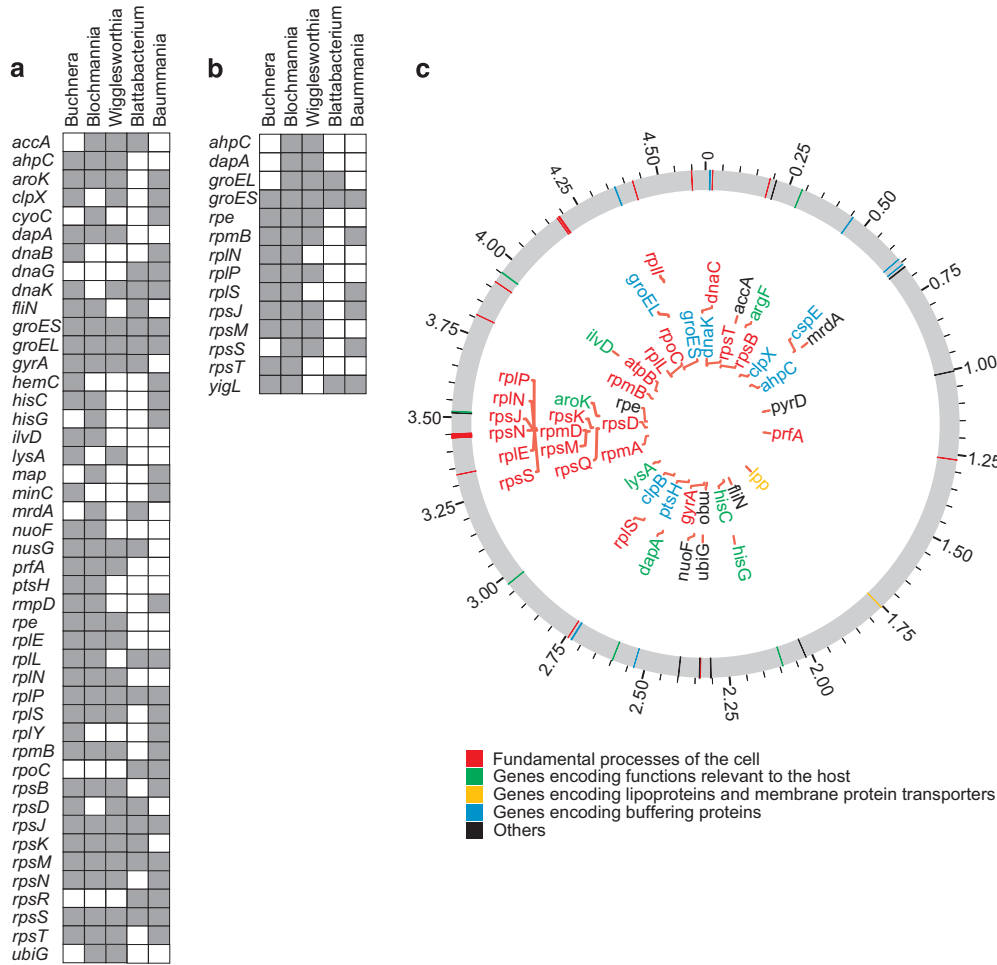 a
Buchnera
Blochmannia
Wigglesworthia
Blattabacterium
Baummania
accA
ahpC
aroK
clpX
cyoC
dapA
dnaB
dnaG
dnaK
fliN
groES
groEL
gyrA
hemC
hisC
hisG
ilvD
lysA
map
minC
mrdA
nuoF
nusG
prfA
ptsH
rmpD
rpe
rplE
rplL
rplN
rplP
rplS
rplY
rpmB
rpoC
rpsB
rpsD
rpsJ
rpsK
rpsM
rpsN
rpsR
rpsS
rpsT
ubiG
b
Buchnera
Blochmannia
Wigglesworthia
Blattabacterium
Baummania
ahpC
dapA
groEL
groES
rpe
rpmB
rplN
rplP
rplS
rpsJ
rpsM
rpsS
rpsT
yigL
c
0
0.25
0.50
0.75
1.00
1.25
1.50
1.75
2.00
2.25
2.50
2.75
3.00
3.25
3.50
3.75
4.00
4.25
4.50
dnaC
dnaK
accA
rpsT
argF
rpsB
cspE
clpX
mrdA
ahpC
pyrD
prfA
lpp
fliN
hisC
hisG
mdo
ubiG
nuoF
gyrA
ptsH
dapA
clpB
rplS
lysA
rpmA
rpsQ
rpsD
rpsM
rpmD
rpsK
aroK
rplP
rplN
rpsJ
rpsN
rplE
rpsS
rpe
rpmB
atpB
ilvD
rplL
rpoC
groEL
rplI
groES
Fundamental processes of the cell
Genes encoding functions relevant to the host
Genes encoding lipoproteins and membrane protein transporters
Genes encoding buffering proteins
Others